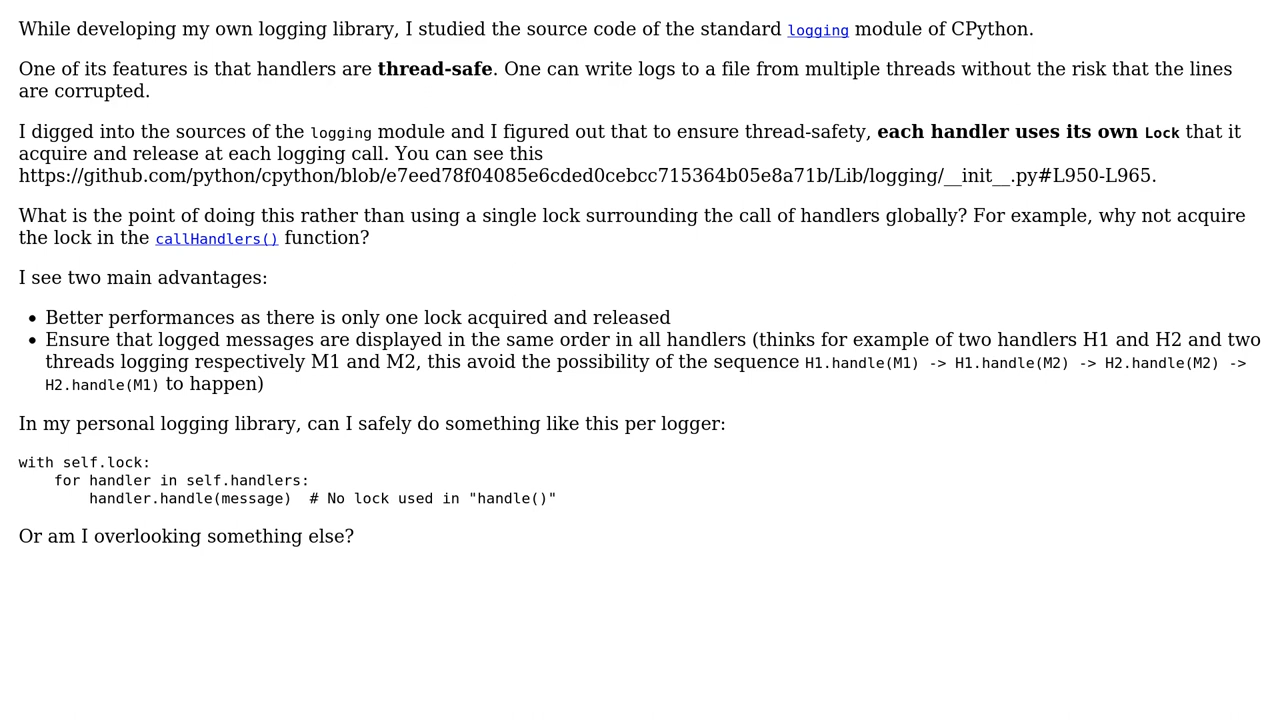 While developing my own logging library, I studied the source code of the standard logging module of CPython.
One of its features is that handlers are thread-safe. One can write logs to a file from multiple threads without the risk that the lines
are corrupted.
I digged into the sources of the logging module and I figured out that to ensure thread-safety, each handler uses its own Lock that it
acquire and release at each logging call. You can see this
https://github.com/python/cpython/blob/e7eed78f04085e6cded0cebcc715364b05e8a71b/Lib/logging/__init__.py#L950-L965.
What is the point of doing this rather than using a single lock surrounding the call of handlers globally? For example, why not acquire
the lock in the callHandlers() function?
I see two main advantages:
• Better performances as there is only one lock acquired and released
• Ensure that logged messages are displayed in the same order in all handlers (thinks for example of two handlers H1 and H2 and two
threads logging respectively M1 and M2, this avoid the possibility of the sequence H1.handle(M1) -> H1.handle(M2) -> H2.handle(M2) ->
H2.handle(M1) to happen)
In my personal logging library, can I safely do something like this per logger:
with self.lock:
    for handler in self.handlers:
        handler.handle(message)  # No lock used in "handle()"
Or am I overlooking something else?